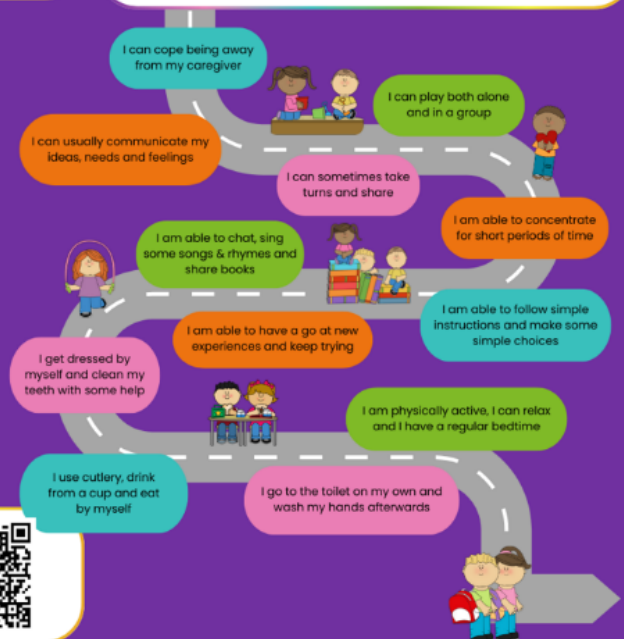 I can cope being away
from my caregiver
I can play both alone
and in a group
I can usually communicate my
ideas, needs and feelings
I can sometimes take
turns and share
I am able to concentrate
for short periods of time
I am able to chat, sing
some songs & rhymes and
share books
I am able to follow simple
instructions and make some
simple choices
I am able to have a go at new
experiences and keep trying
I get dressed by
myself and clean my
teeth with some help
I am physically active, I can relax
and I have a regular bedtime
I use cutlery, drink
from a cup and eat
by myself
I go to the toilet on my own and
wash my hands afterwards